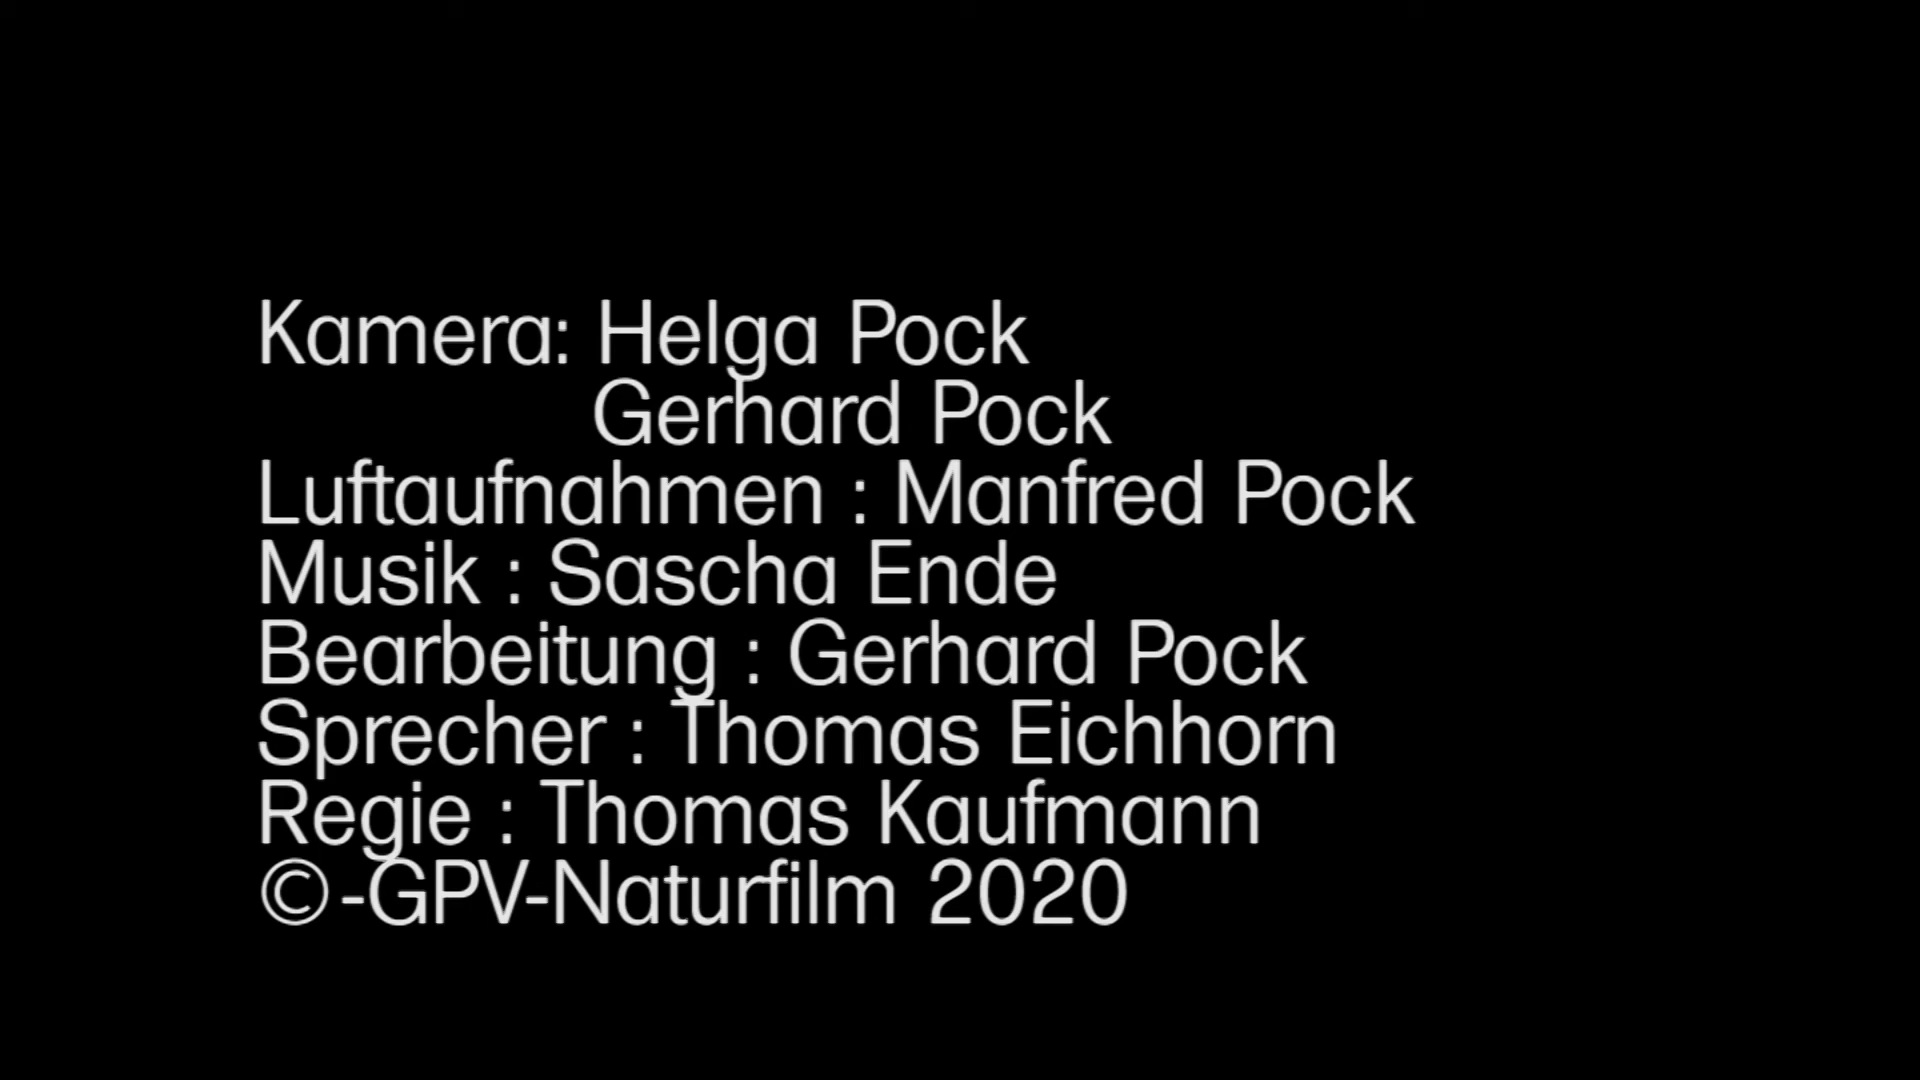 Kamera: Helga Pock
Gerhard Pock
Luftaufnahmen : Manfred Pock
Musik : Sascha Ende
Bearbeitung : Gerhard Pock
Sprecher : Thomas Eichhorn
Regie : Thomas Kaufmann
©-GPV-Naturfilm 2020